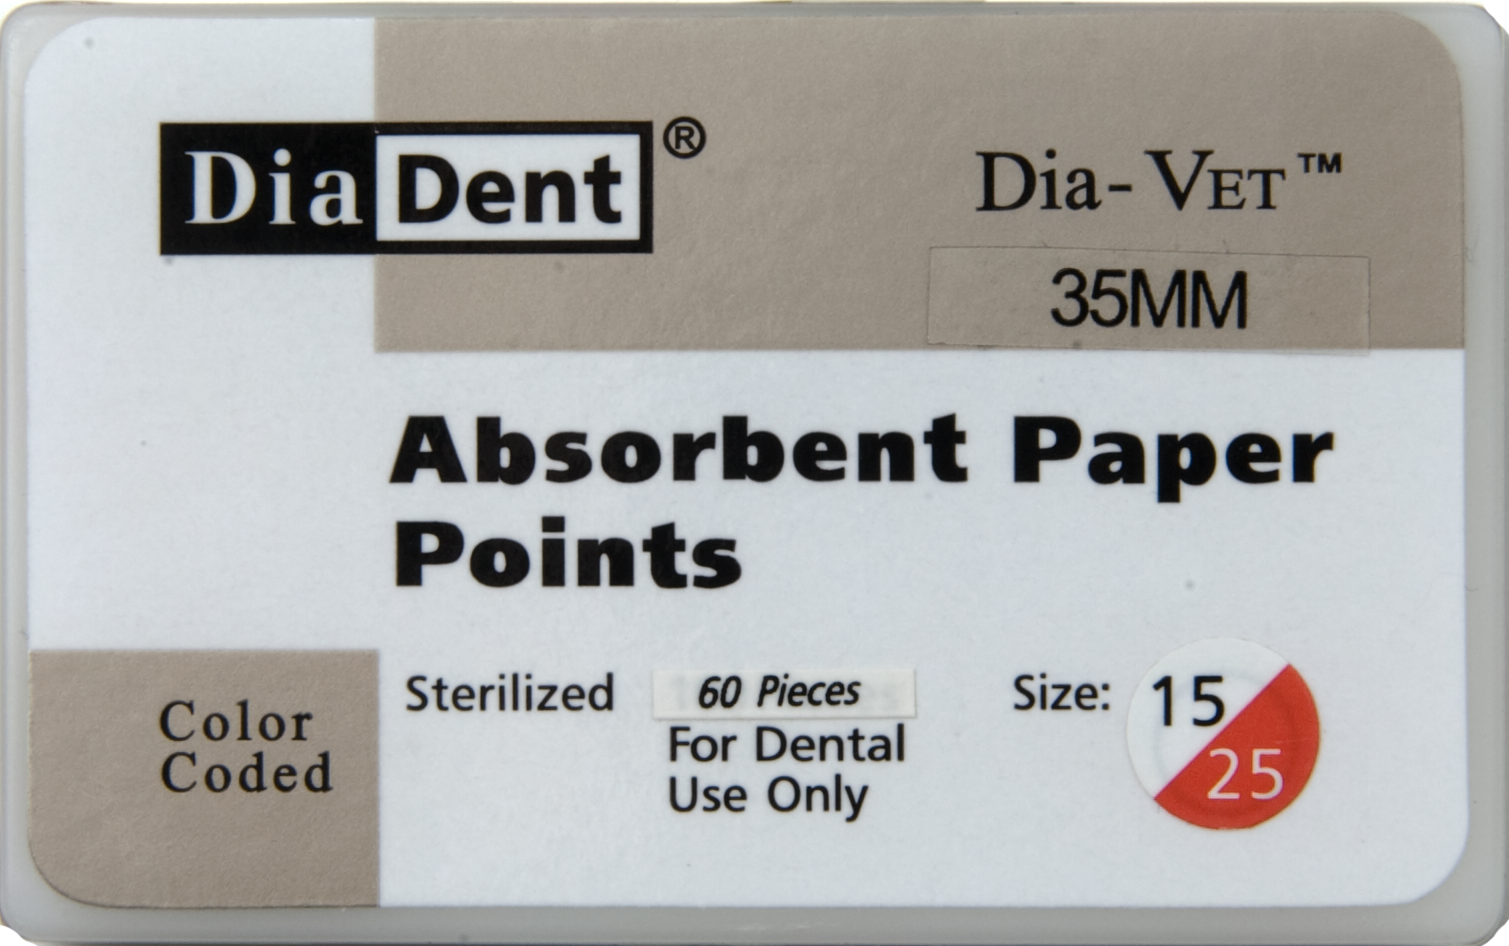 DiaDent®
Dia-VET™
35MM
Absorbent Paper
Points
Sterilized 60 Pieces Size: 15
25
For Dental
Use Only
Color
Coded